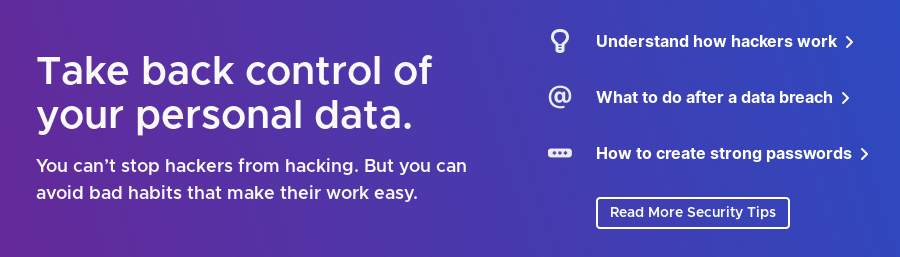 Take back control of
your personal data.
You can’t stop hackers from hacking. But you can
avoid bad habits that make their work easy.
Understand how hackers work
@ What to do after a data breach
How to create strong passwords
Read More Security Tips